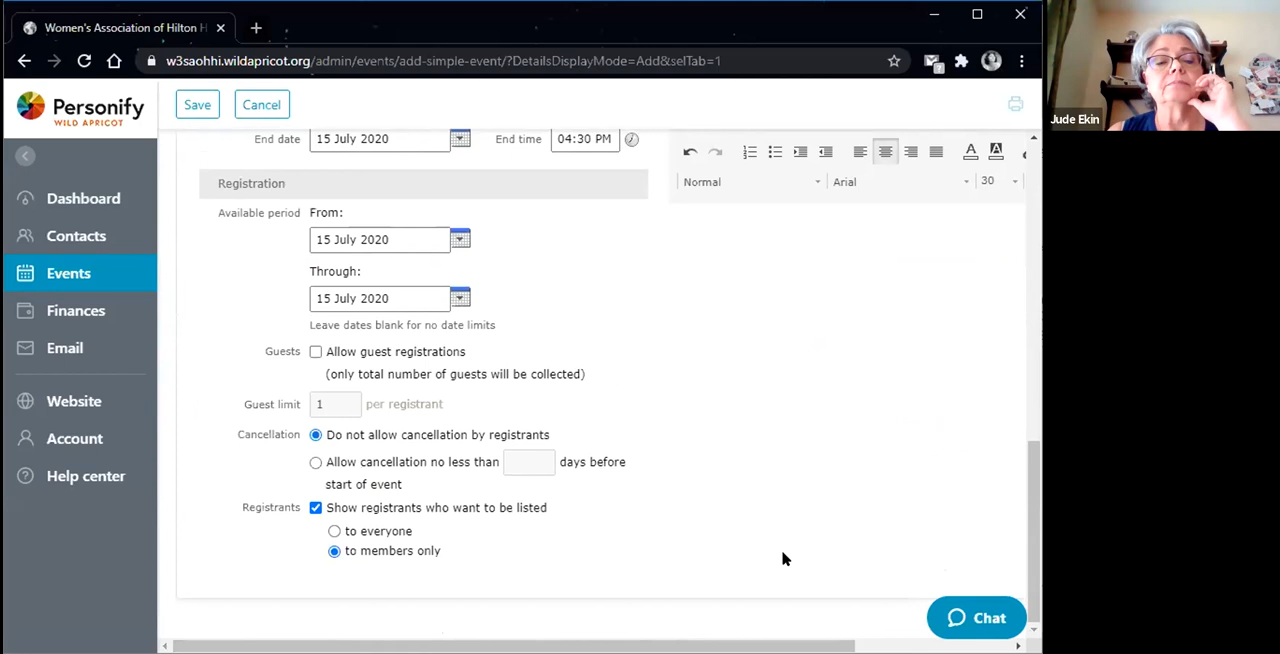 Women's Association of Hilton H
w3saohhi.wildapricot.org/admin/events/add-simple-event/?DetailsDisplayMode=Add&selTab=1
Personify
WILD APRICOT
Save
Cancel
Jude Ekin
End date
15 July 2020
End time
04:30 PM
Normal
Arial
30
Dashboard
Contacts
Events
Finances
Email
Website
Account
Help center
Registration
Available period
From:
15 July 2020
Through:
15 July 2020
Leave dates blank for no date limits
Guests
Allow guest registrations
(only total number of guests will be collected)
Guest limit
1
per registrant
Cancellation
Do not allow cancellation by registrants
Allow cancellation no less than
days before
start of event
Registrants
Show registrants who want to be listed
to everyone
to members only
Chat